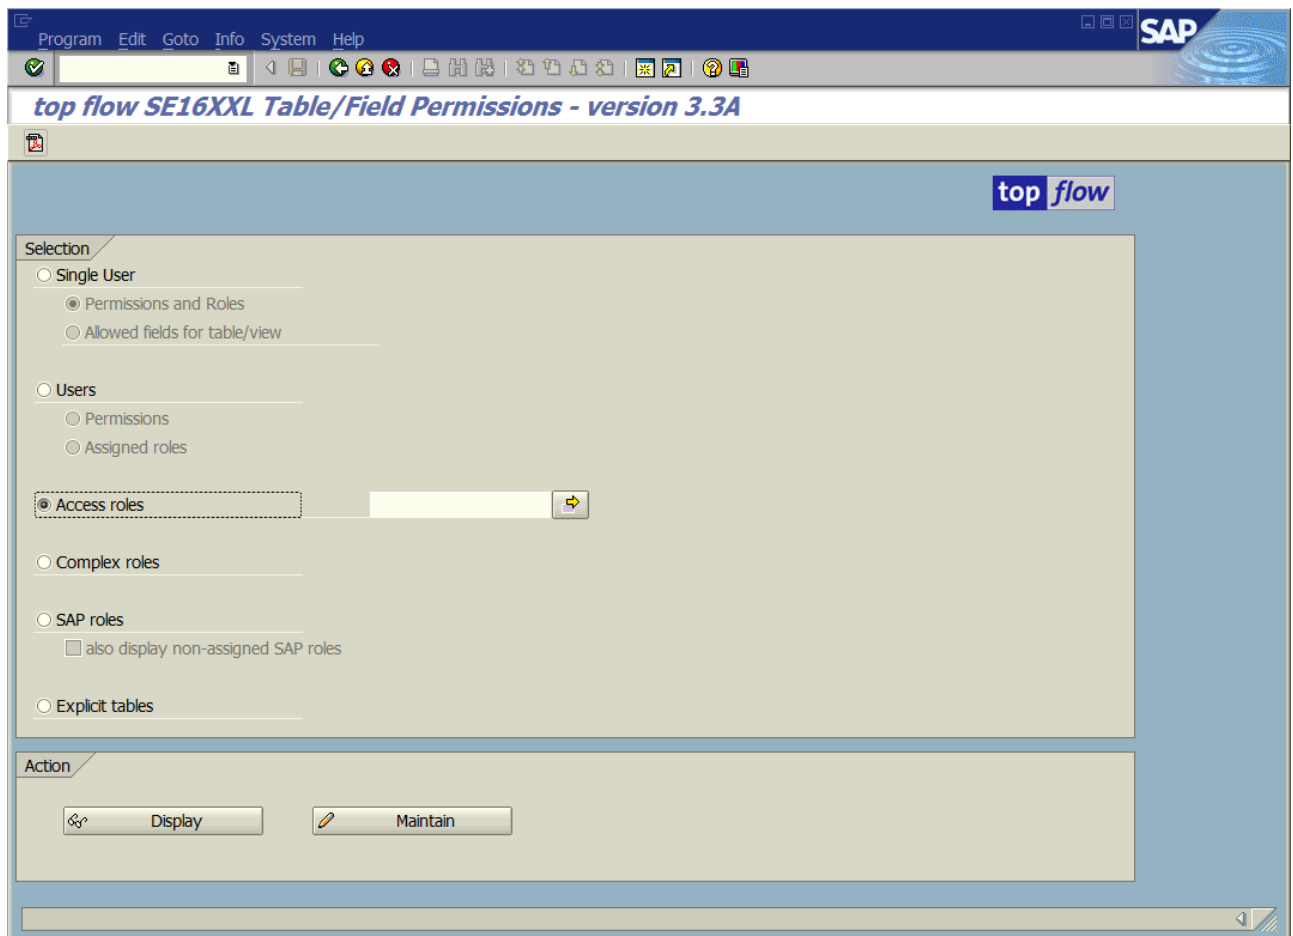 Program Edit Goto Info System Help
SAP
top flow SE16XXL Table/Field Permissions - version 3.3A
top flow
Selection
Single User
Permissions and Roles
Allowed fields for table/view
Users
Permissions
Assigned roles
Access roles
Complex roles
SAP roles
also display non-assigned SAP roles
Explicit tables
Action
Display Maintain